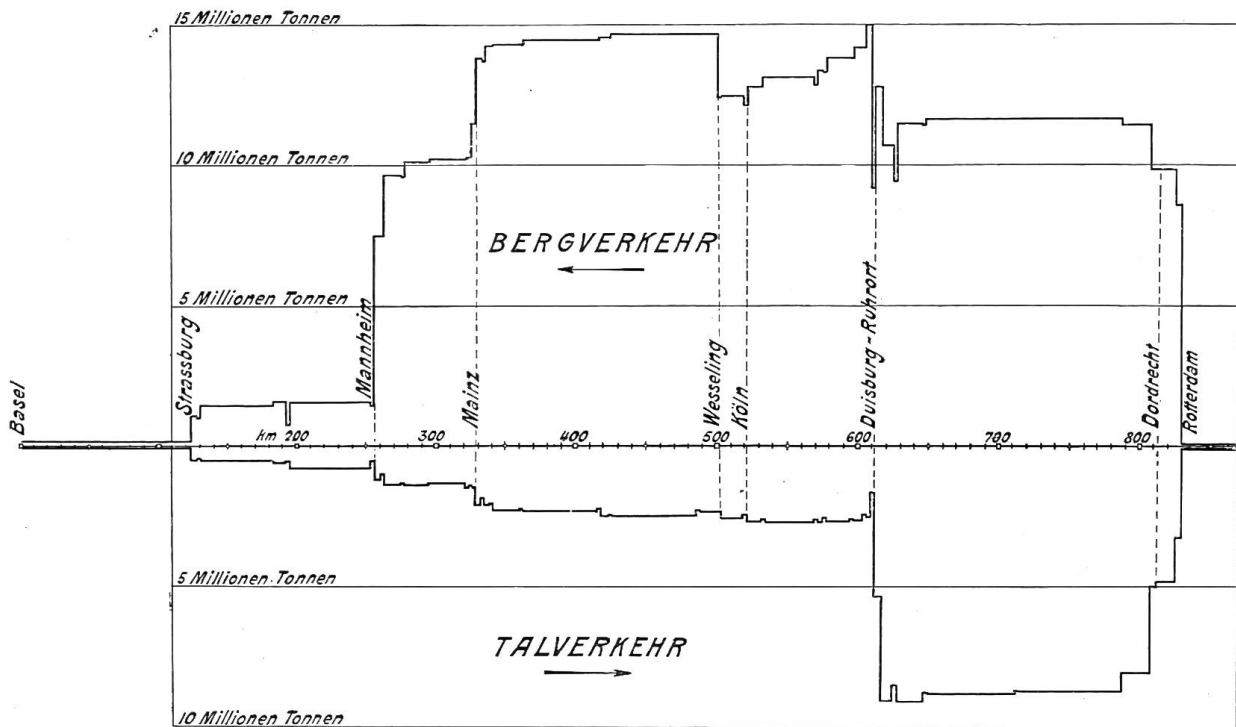 15 Millionen Tonnen
10 Millionen Tonnen
BERGVERKEHR
5 Millionen Tonnen
Basel
Strassburg
Mannheim
Mainz
Wesseling
Köln
Duisburg-Ruhrort
Dordrecht
Rotterdam
km 200 300 400 500 600 700 800
5 Millionen Tonnen
TALVERKEHR
10 Millionen Tonnen